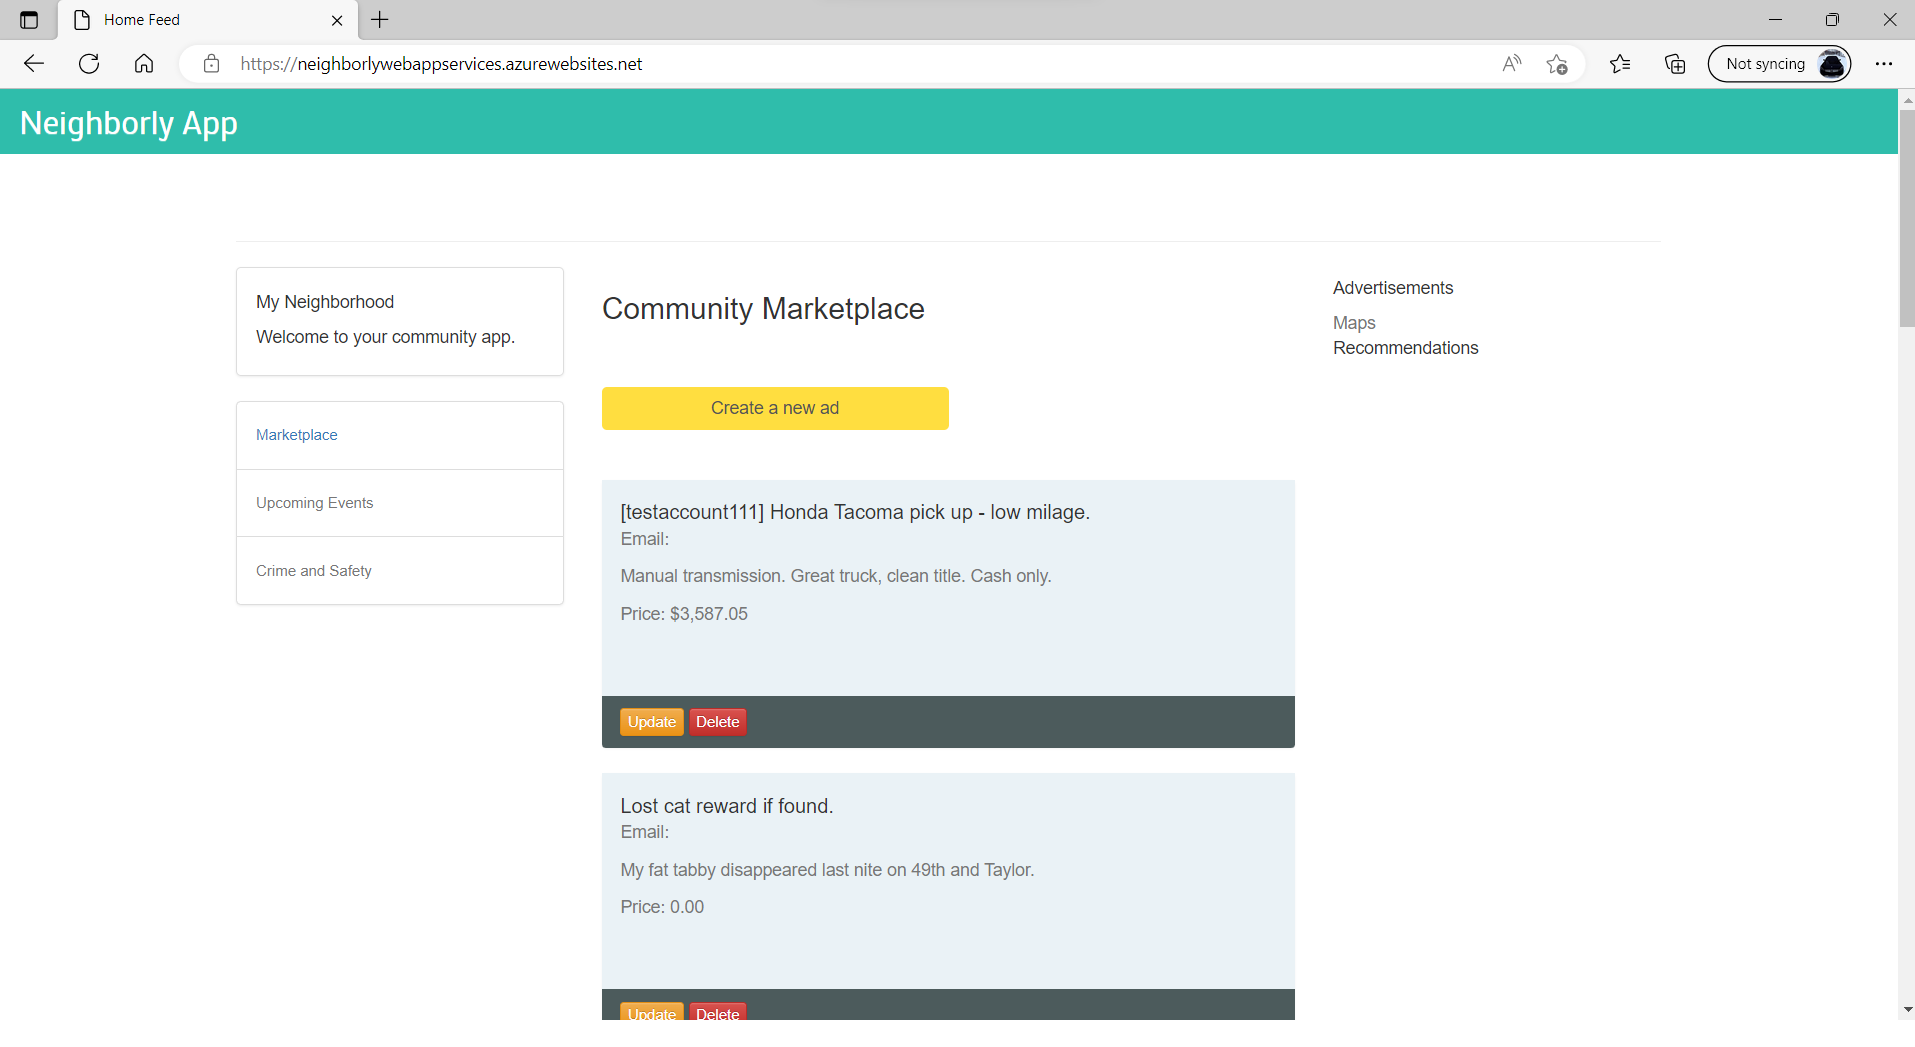 Home Feed
https://neighborlywebappservices.azurewebsites.net
Not syncing
Neighborly App
My Neighborhood
Welcome to your community app.
Marketplace
Upcoming Events
Crime and Safety
Community Marketplace
Create a new ad
[testaccount111] Honda Tacoma pick up - low milage.
Email:
Manual transmission. Great truck, clean title. Cash only.
Price: $3,587.05
Update Delete
Lost cat reward if found.
Email:
My fat tabby disappeared last nite on 49th and Taylor.
Price: 0.00
Update Delete
Advertisements
Maps
Recommendations